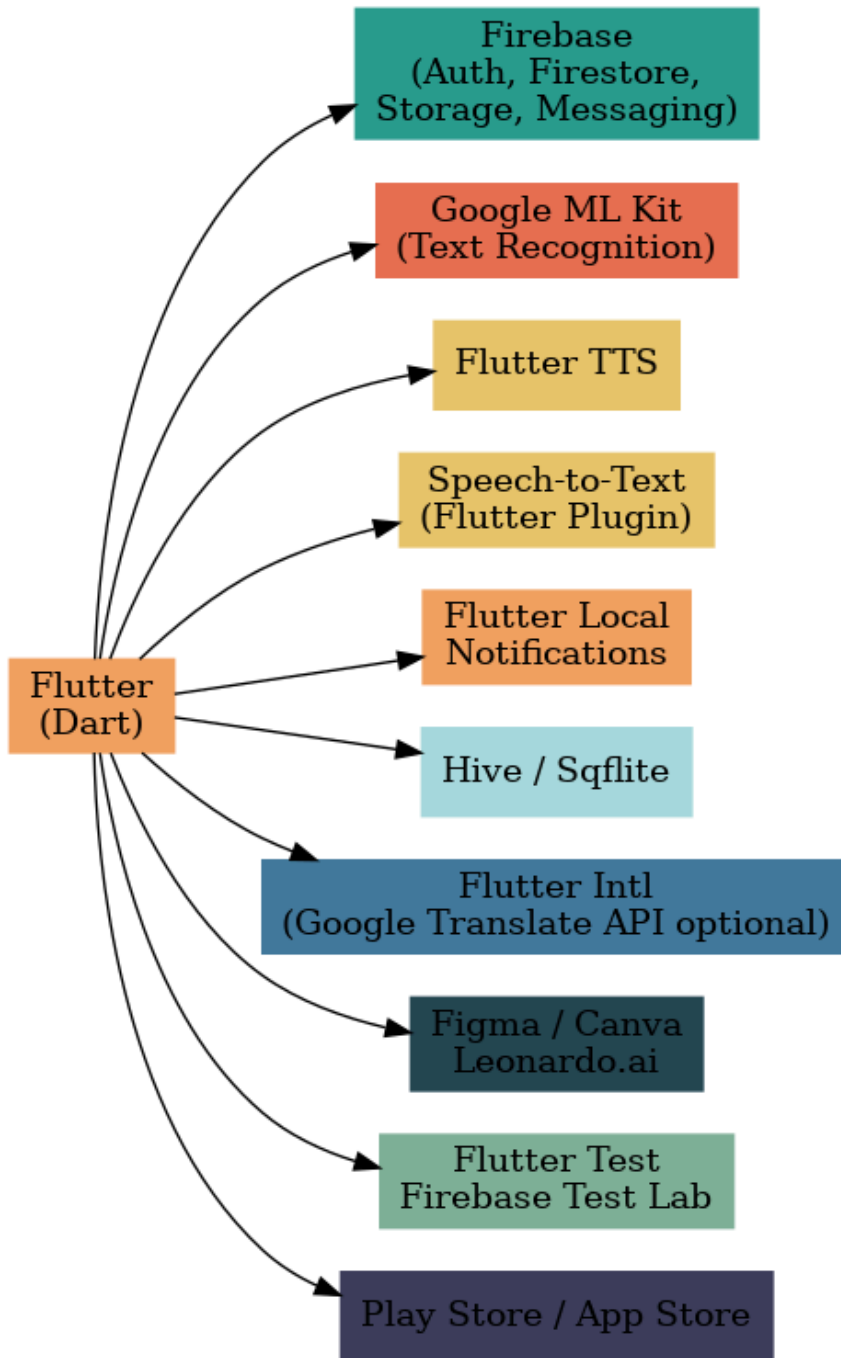 Firebase
(Auth, Firestore,
Storage, Messaging)
Google ML Kit
(Text Recognition)
Flutter TTS
Speech-to-Text
(Flutter Plugin)
Flutter Local
Notifications
Flutter
(Dart)
Hive / Sqflite
Flutter Intl
(Google Translate API optional)
Figma / Canva
Leonardo.ai
Flutter Test
Firebase Test Lab
Play Store / App Store